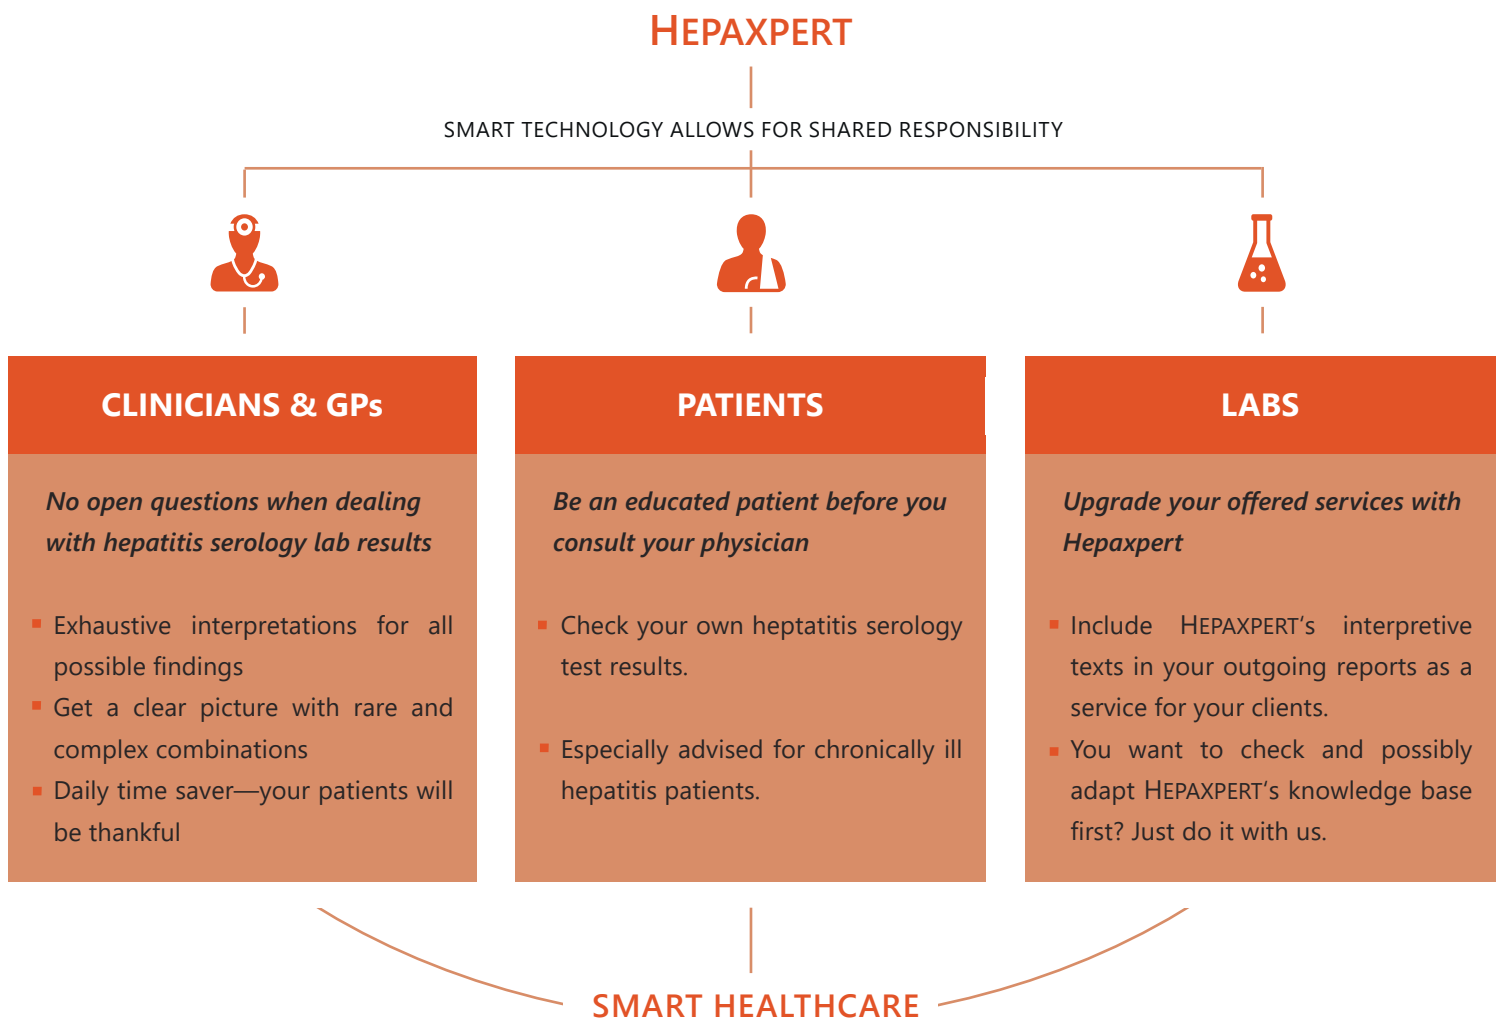 HEPAXPERT
SMART TECHNOLOGY ALLOWS FOR SHARED RESPONSIBILITY
CLINICIANS & GPs
No open questions when dealing
with hepatitis serology lab results
▪ Exhaustive interpretations for all
possible findings
▪ Get a clear picture with rare and
complex combinations
▪ Daily time saver—your patients will
be thankful
PATIENTS
Be an educated patient before you
consult your physician
▪ Check your own heptatitis serology
test results.
▪ Especially advised for chronically ill
hepatitis patients.
LABS
Upgrade your offered services with
Hepaxpert
▪ Include HEPAXPERT’s interpretive
texts in your outgoing reports as a
service for your clients.
▪ You want to check and possibly
adapt HEPAXPERT’s knowledge base
first? Just do it with us.
SMART HEALTHCARE